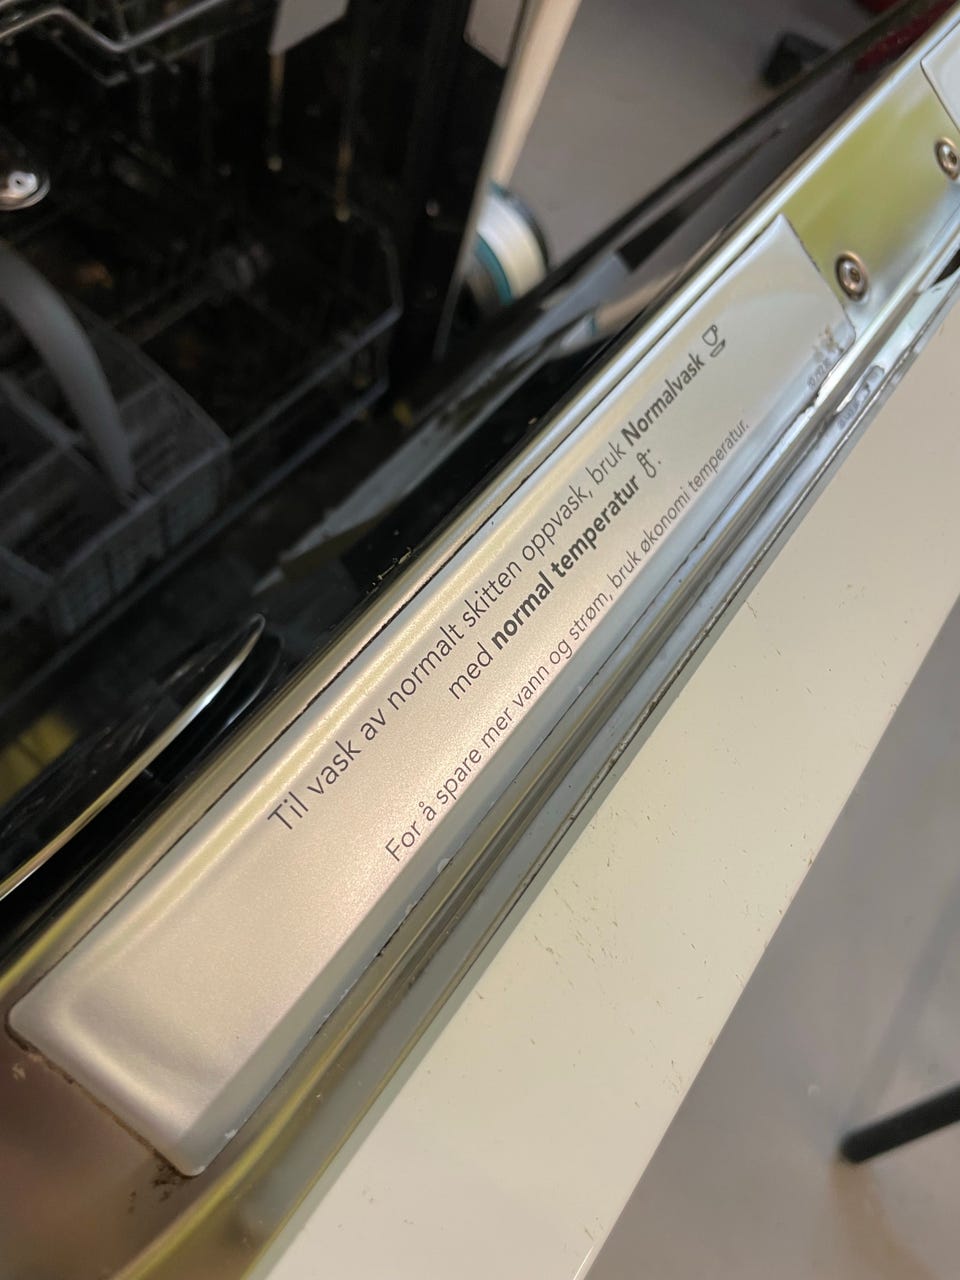 Til vask av normalt skitten oppvask, bruk Normalvask
med normal temperatur.
For å spare mer vann og strøm, bruk økonomi temperatur.